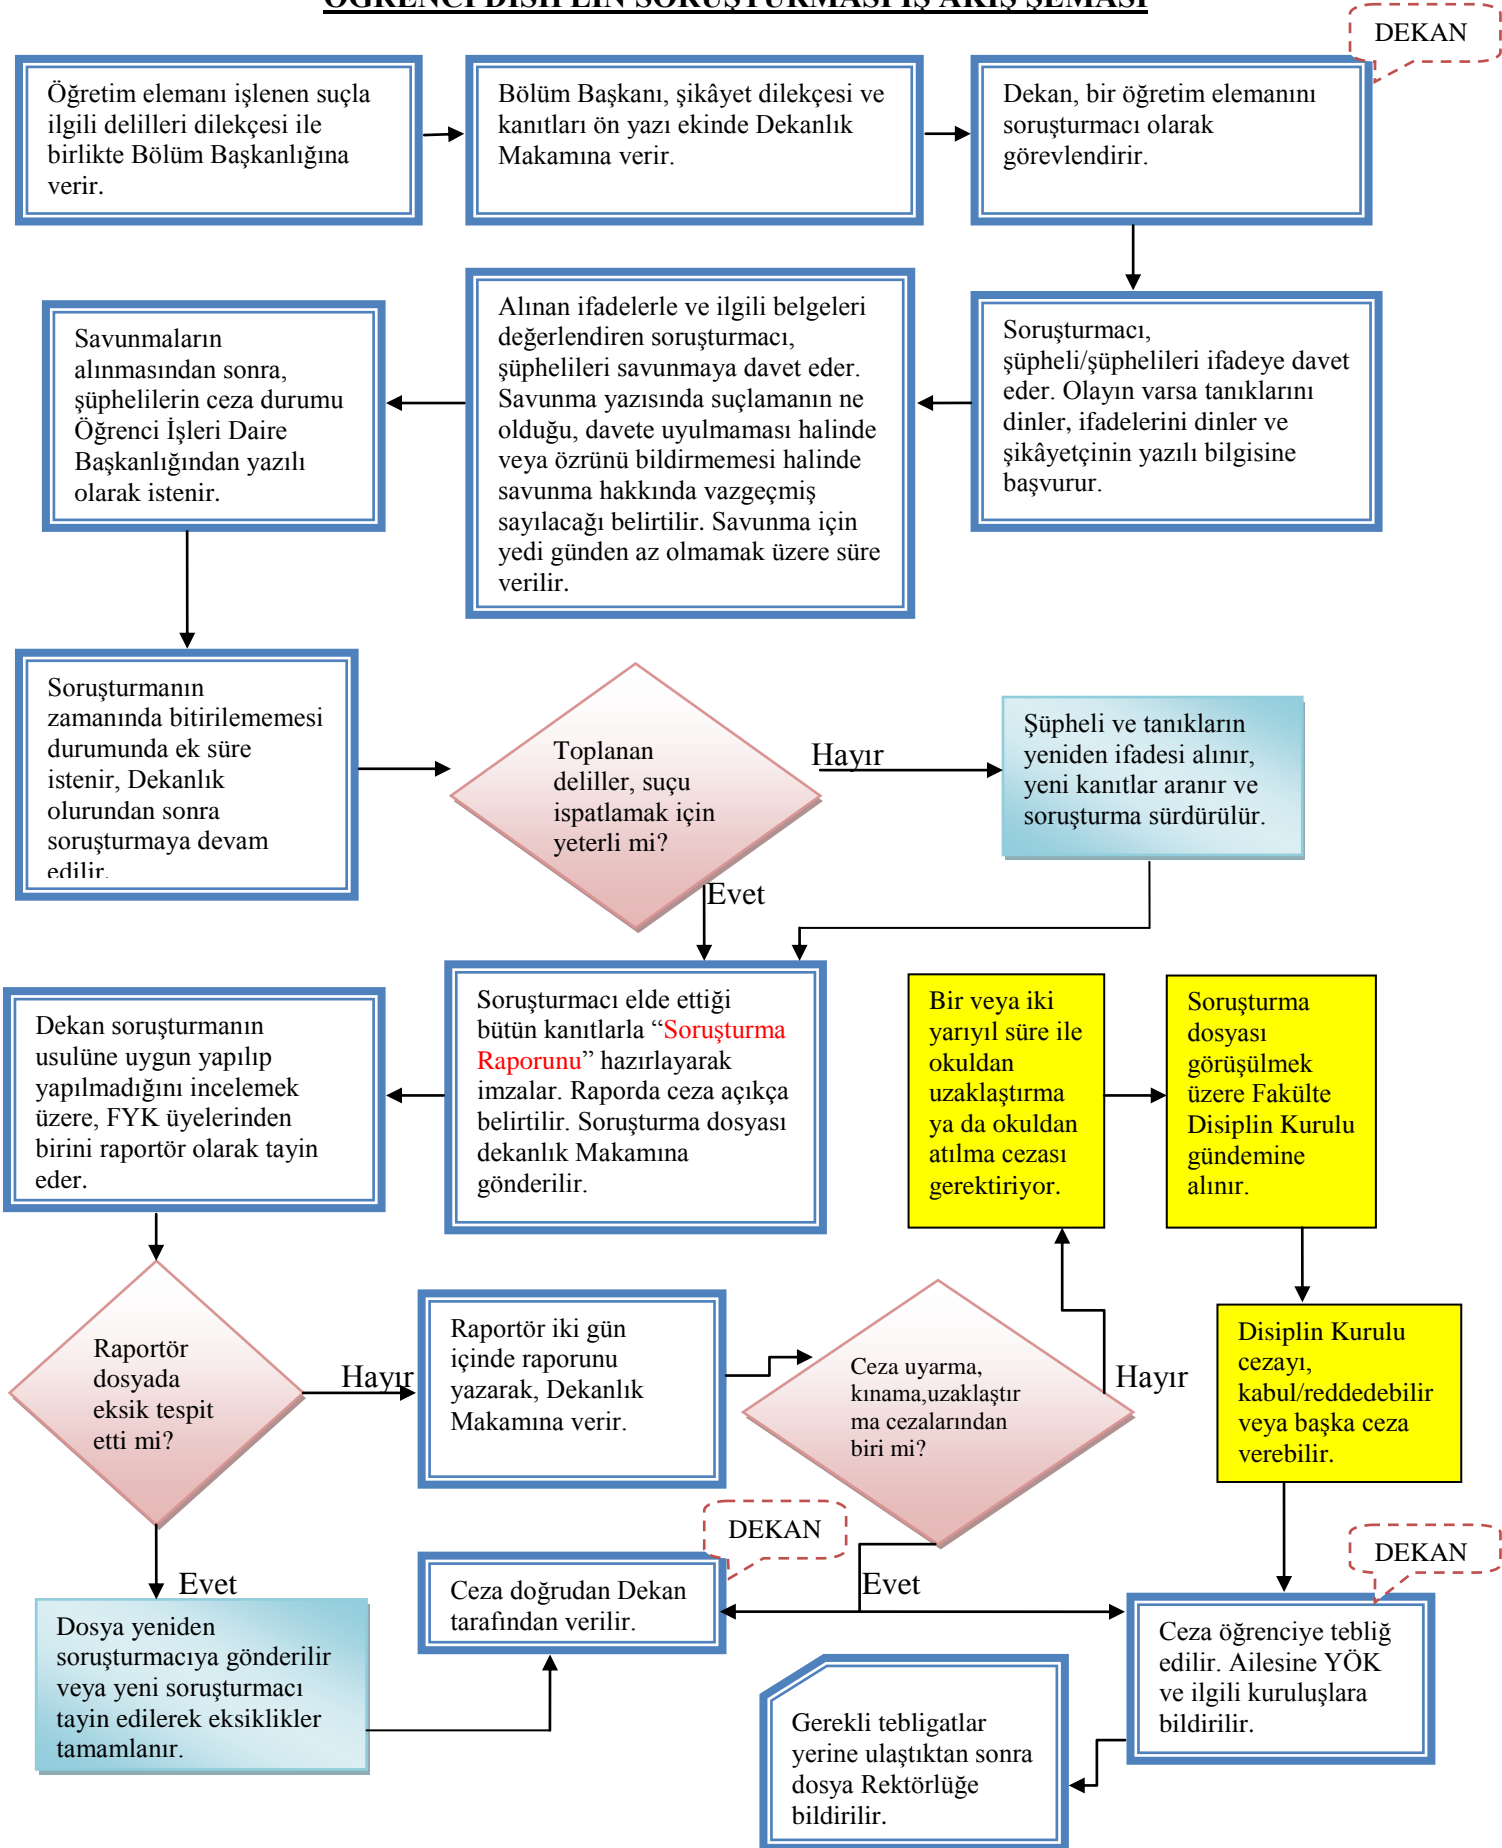 ÖĞRENCİ DİSİPLİN SORUŞTURMASI İŞ AKIŞ ŞEMASI
DEKAN
Öğretim elemanı işlenen suçla
ilgili delilleri dilekçesi ile
birlikte Bölüm Başkanlığına
verir.
Bölüm Başkanı, şikâyet dilekçesi ve
kanıtları ön yazı ekinde Dekanlık
Makamına verir.
Dekan, bir öğretim elemanını
soruşturmacı olarak
görevlendirir.
Soruşturmacı,
şüpheli/şüphelileri ifadeye davet
eder. Olayın varsa tanıklarını
dinler, ifadelerini dinler ve
şikâyetçinin yazılı bilgisine
başvurur.
Alınan ifadelerle ve ilgili belgeleri
değerlendiren soruşturmacı,
şüphelileri savunmaya davet eder.
Savunma yazısında suçlamanın ne
olduğu, davete uyulmaması halinde
veya özrünü bildirmemesi halinde
savunma hakkında vazgeçmiş
sayılacağı belirtilir. Savunma için
yedi günden az olmamak üzere süre
verilir.
Savunmaların
alınmasından sonra,
şüphelilerin ceza durumu
Öğrenci İşleri Daire
Başkanlığından yazılı
olarak istenir.
Soruşturmanın
zamanında bitirilememesi
durumunda ek süre
istenir, Dekanlık
olurundan sonra
soruşturmaya devam
edilir.
Toplanan
deliller, suçu
ispatlamak için
yeterli mi?
Hayır
Şüpheli ve tanıkların
yeniden ifadesi alınır,
yeni kanıtlar aranır ve
soruşturma sürdürülür.
Evet
Soruşturmacı elde ettiği
bütün kanıtlarla “Soruşturma
Raporunu” hazırlayarak
imzalar. Raporda ceza açıkça
belirtilir. Soruşturma dosyası
dekanlık Makamına
gönderilir.
Dekan soruşturmanın
usulüne uygun yapılıp
yapılmadığını incelemek
üzere, FYK üyelerinden
birini raportör olarak tayin
eder.
Bir veya iki
yarıyıl süre ile
okuldan
uzaklaştırma
ya da okuldan
atılma cezası
gerektiriyor.
Soruşturma
dosyası
görüşülmek
üzere Fakülte
Disiplin Kurulu
gündemine
alınır.
Raportör
dosyada
eksik tespit
etti mi?
Hayır
Raportör iki gün
içinde raporunu
yazarak, Dekanlık
Makamına verir.
Ceza uyarma,
kınama,uzaklaştır
ma cezalarından
biri mi?
Hayır
Disiplin Kurulu
cezayı,
kabul/reddedebilir
veya başka ceza
verebilir.
Evet
Dosya yeniden
soruşturmacıya gönderilir
veya yeni soruşturmacı
tayin edilerek eksiklikler
tamamlanır.
DEKAN
Ceza doğrudan Dekan
tarafından verilir.
Evet
DEKAN
Ceza öğrenciye tebliğ
edilir. Ailesine YÖK
ve ilgili kuruluşlara
bildirilir.
Gerekli tebligatlar
yerine ulaştıktan sonra
dosya Rektörlüğe
bildirilir.